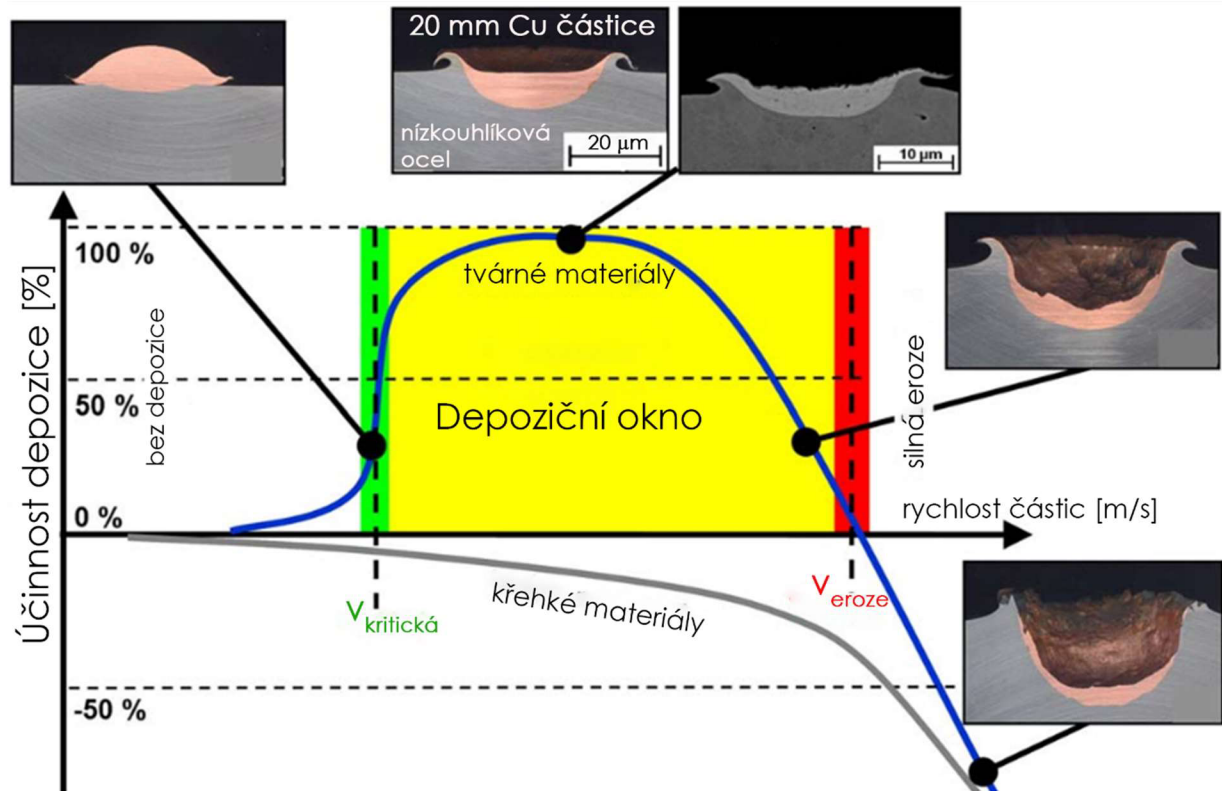 20 mm Cu částice
nízkouhlíková
ocel
20 μm
10 μm
Účinnost depozice [%]
100 %
50 %
0 %
-50 %
bez depozice
tvárné materiály
Depoziční okno
silná eroze
rychlost částic [m/s]
Vkritická
křehké materiály
Veroze